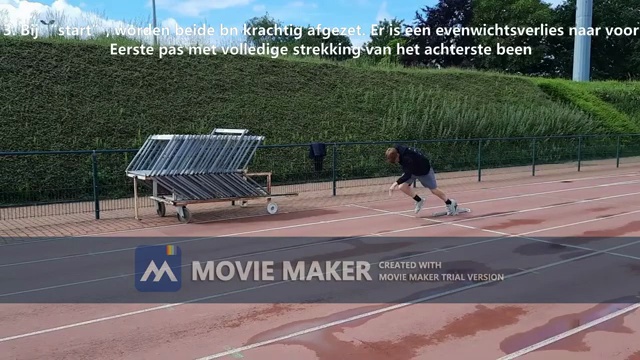 3. Bij " start " , worden beide bn krachtig afgezet. Er is een evenwichtsverlies naar voor
Eerste pas met volledige strekking van het achterste been
MOVIE MAKER
CREATED WITH
MOVIE MAKER TRIAL VERSION